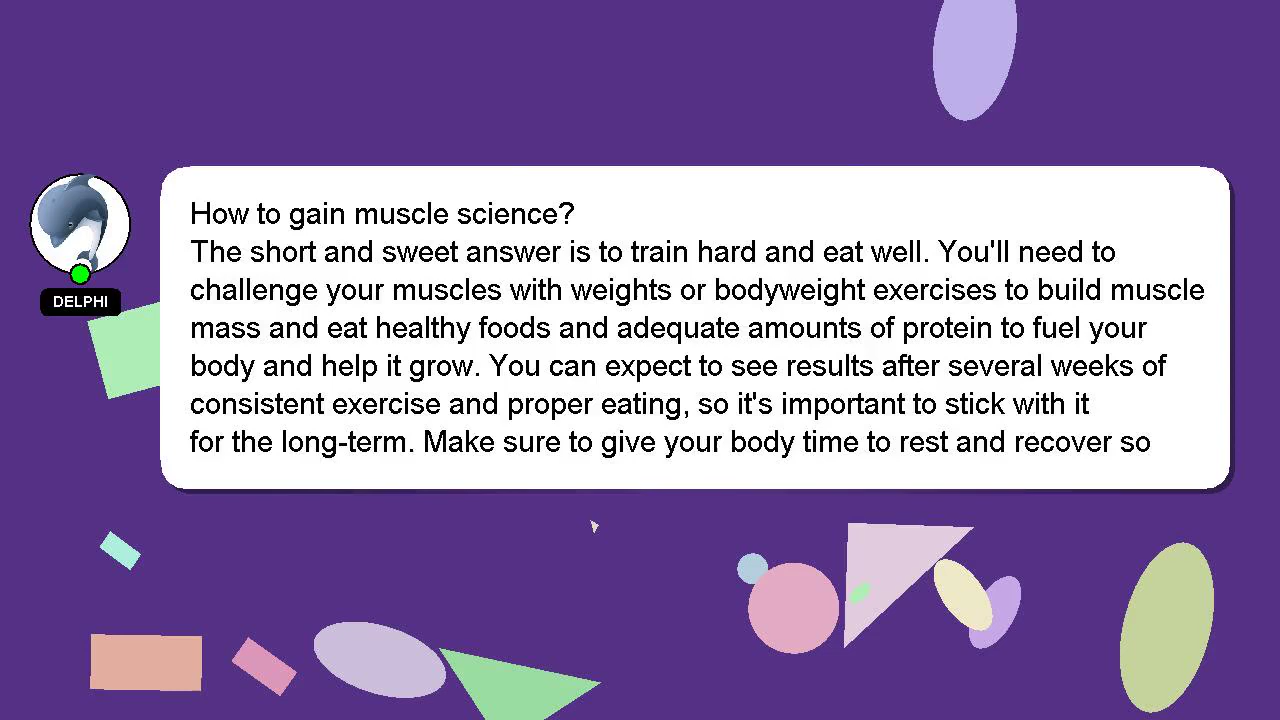 How to gain muscle science?
The short and sweet answer is to train hard and eat well. You'll need to
challenge your muscles with weights or bodyweight exercises to build muscle
mass and eat healthy foods and adequate amounts of protein to fuel your
body and help it grow. You can expect to see results after several weeks of
consistent exercise and proper eating, so it's important to stick with it
for the long-term. Make sure to give your body time to rest and recover so
DELPHI